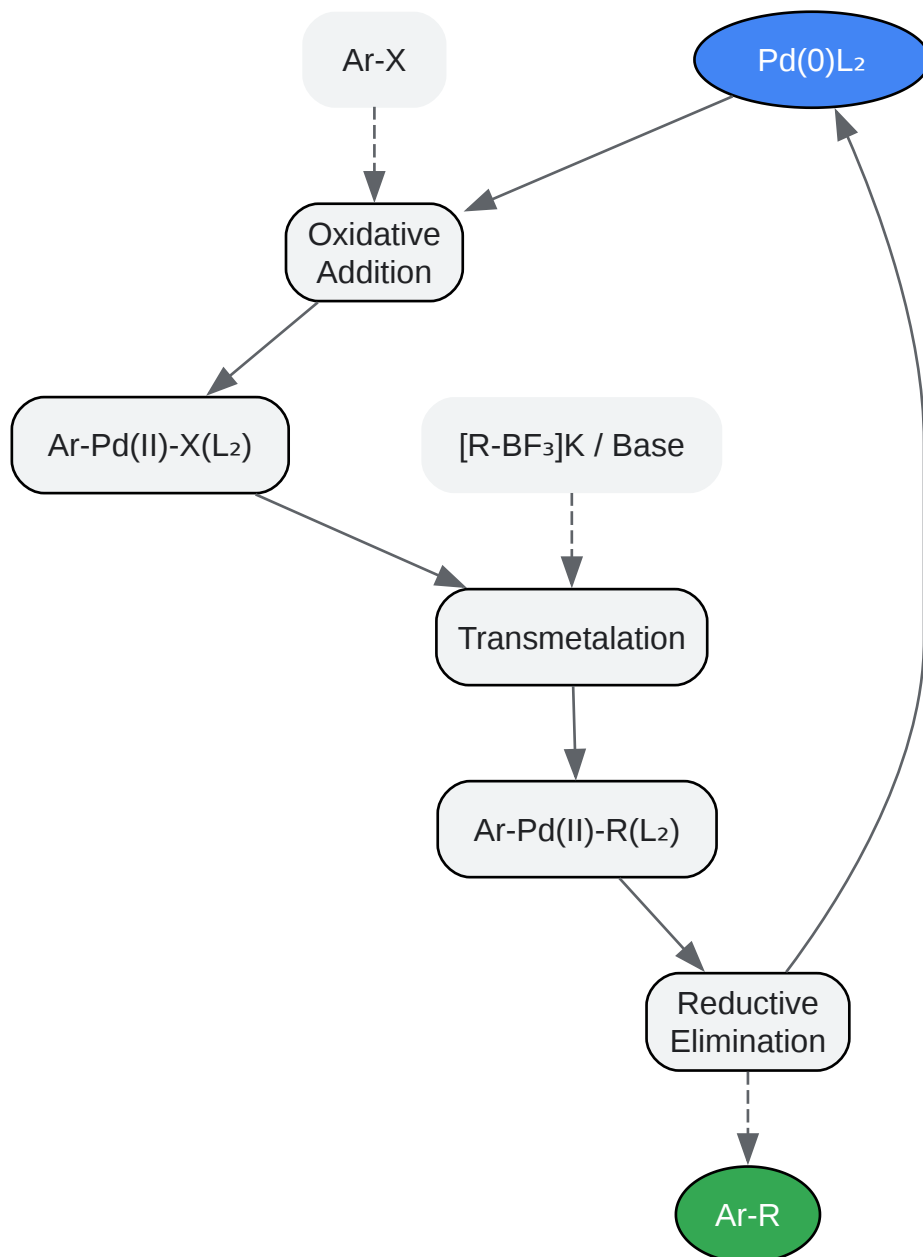 Ar-X
Pd(0)L₂
Oxidative
Addition
Ar-Pd(II)-X(L₂)
[R-BF₃]K / Base
Transmetalation
Ar-Pd(II)-R(L₂)
Reductive
Elimination
Ar-R